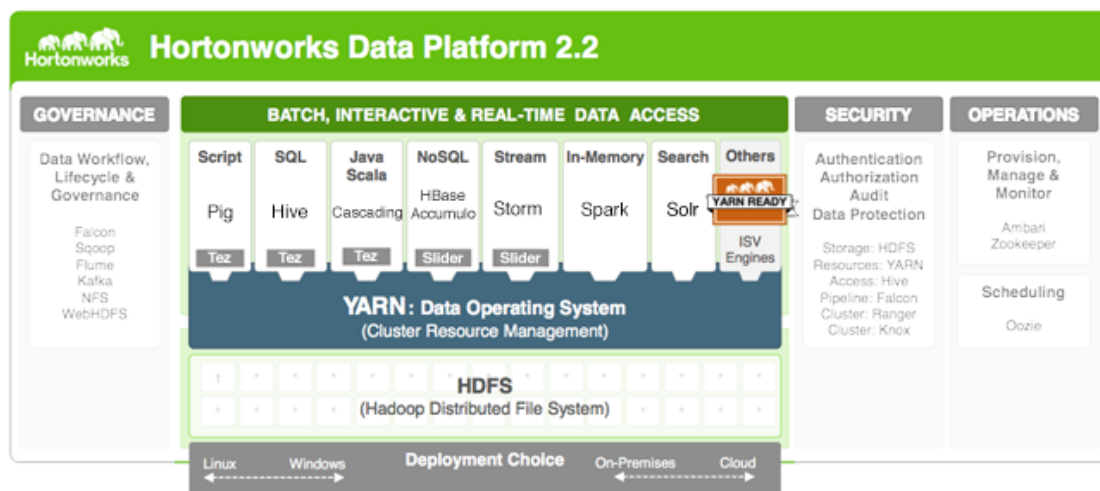 Hortonworks
Hortonworks Data Platform 2.2
GOVERNANCE
Data Workflow,
Lifecycle &
Governance
Falcon
Sqoop
Flume
Kafka
NFS
WebHDFS
BATCH, INTERACTIVE & REAL-TIME DATA ACCESS
Script
Pig
Tez
SQL
Hive
Tez
Java
Scala
Cascading
Tez
NoSQL
HBase
Accumulo
Slider
Stream
Storm
Slider
In-Memory
Spark
Search
Solr
Others
YARN READY
ISV
Engines
YARN : Data Operating System
(Cluster Resource Management)
1
HDFS
(Hadoop Distributed File System)
Deployment Choice
Linux
Windows
On-Premises
Cloud
SECURITY
Authentication
Authorization
Audit
Data Protection
Storage: HDFS
Resources: YARN
Access: Hive
Pipeline: Falcon
Cluster: Ranger
Cluster: Knox
OPERATIONS
Provision,
Manage &
Monitor
Ambari
Zookeeper
Scheduling
Oozie